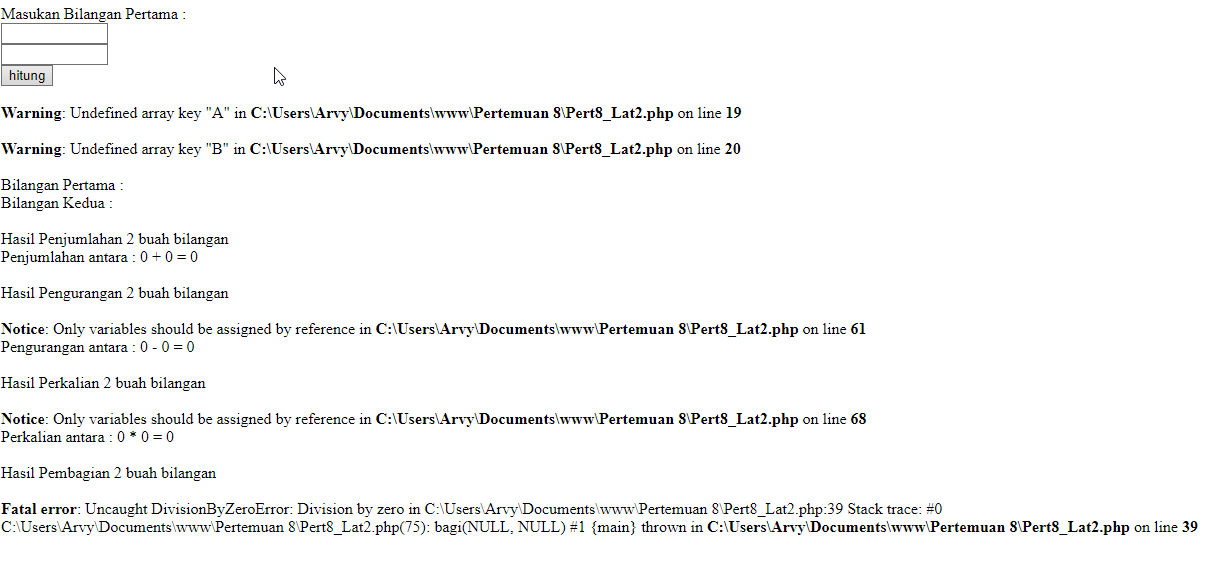 Masukan Bilangan Pertama :
hitung
Warning: Undefined array key "A" in C:\Users\Arvy\Documents\www\Pertemuan 8\Pert8_Lat2.php on line 19
Warning: Undefined array key "B" in C:\Users\Arvy\Documents\www\Pertemuan 8\Pert8_Lat2.php on line 20
Bilangan Pertama :
Bilangan Kedua :
Hasil Penjumlahan 2 buah bilangan
Penjumlahan antara : 0 + 0 = 0
Hasil Pengurangan 2 buah bilangan
Notice: Only variables should be assigned by reference in C:\Users\Arvy\Documents\www\Pertemuan 8\Pert8_Lat2.php on line 61
Pengurangan antara : 0 - 0 = 0
Hasil Perkalian 2 buah bilangan
Notice: Only variables should be assigned by reference in C:\Users\Arvy\Documents\www\Pertemuan 8\Pert8_Lat2.php on line 68
Perkalian antara : 0 * 0 = 0
Hasil Pembagian 2 buah bilangan
Fatal error: Uncaught DivisionByZeroError: Division by zero in C:\Users\Arvy\Documents\www\Pertemuan 8\Pert8_Lat2.php:39 Stack trace: #0
C:\Users\Arvy\Documents\www\Pertemuan 8\Pert8_Lat2.php(75): bagi(NULL, NULL) #1 {main} thrown in C:\Users\Arvy\Documents\www\Pertemuan 8\Pert8_Lat2.php on line 39